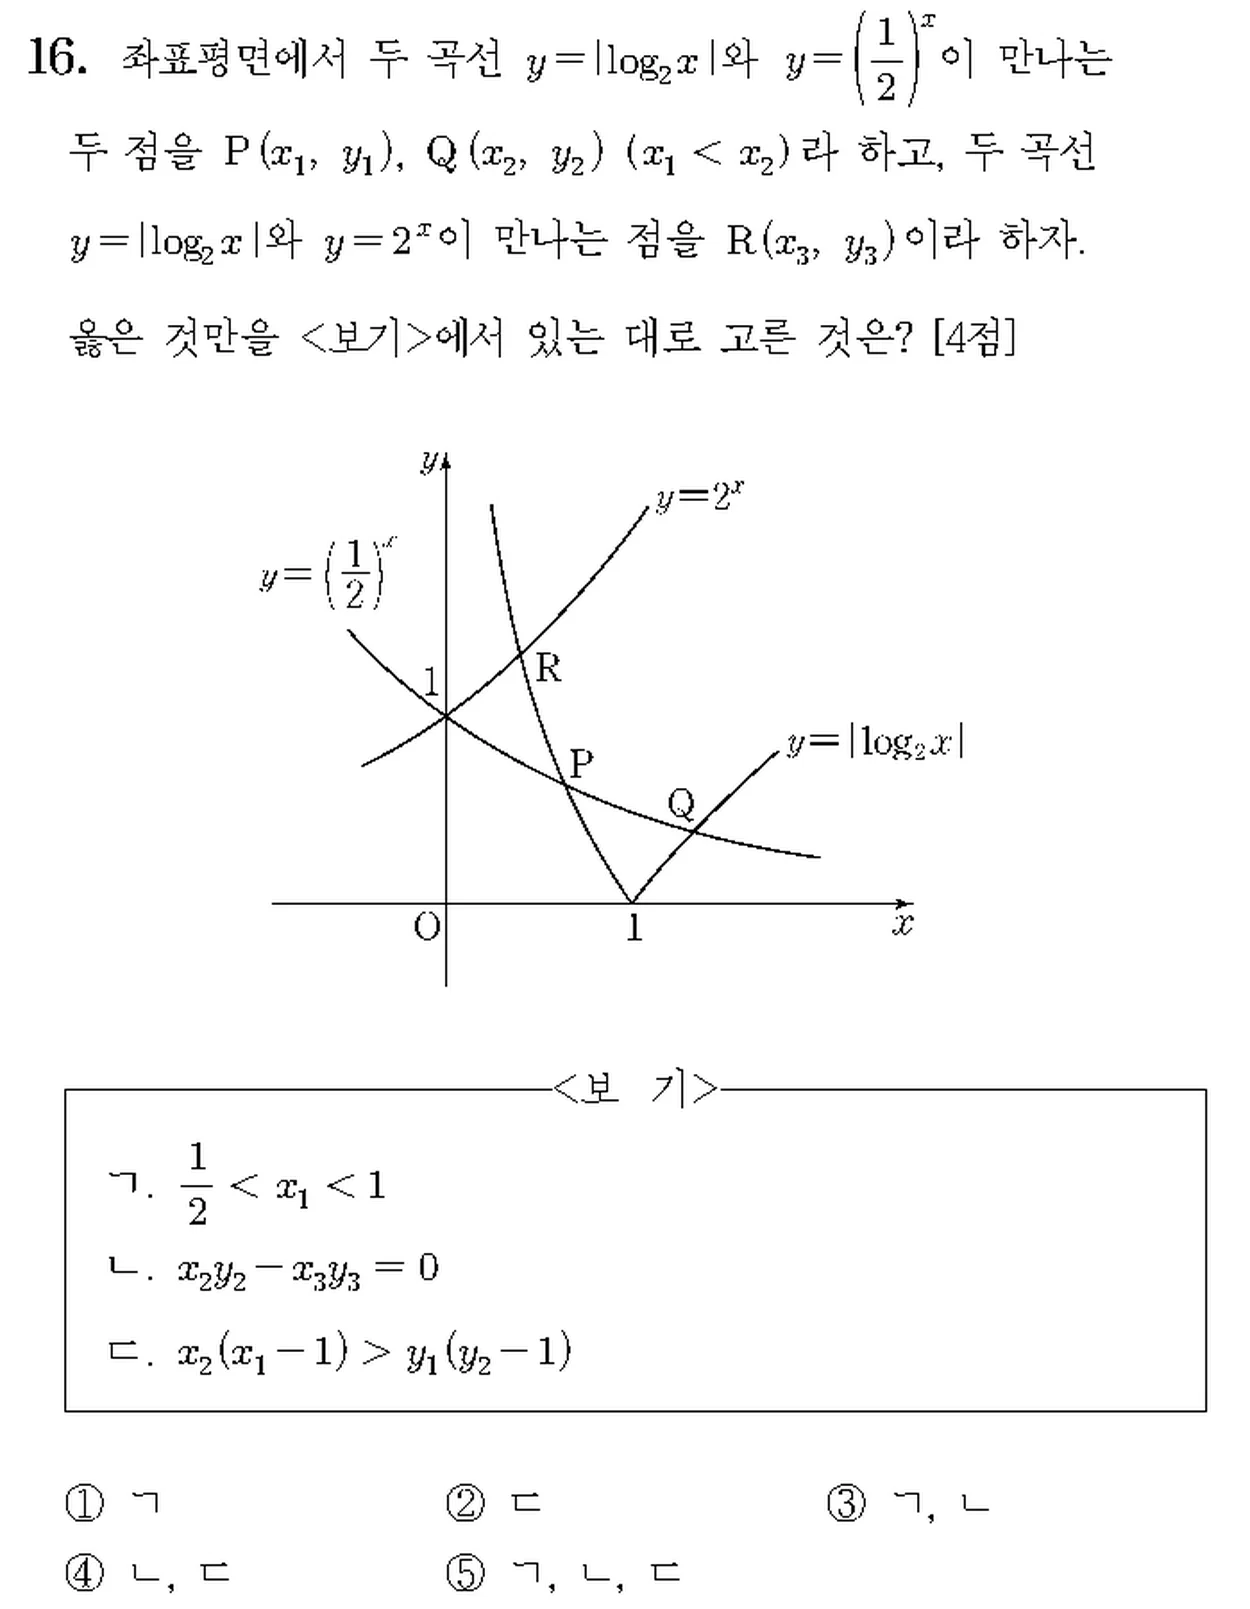 16. 좌표평면에서 두 곡선 y=|log₂x|와 y=(1/2)ˣ이 만나는
두 점을 P(x₁, y₁), Q(x₂, y₂) (x₁ < x₂)라 하고, 두 곡선
y=|log₂x|와 y=2ˣ이 만나는 점을 R(x₃, y₃)이라 하자.
옳은 것만을 <보기>에서 있는 대로 고른 것은? [4점]
y
y=2ˣ
y=(1/2)ˣ
1
R
P
Q
y=|log₂x|
O
1
x
<보 기>
ㄱ. 1/2 < x₁ < 1
ㄴ. x₂y₂ − x₃y₃ = 0
ㄷ. x₂(x₁−1) > y₁(y₂−1)
① ㄱ ② ㄷ ③ ㄱ, ㄴ
④ ㄴ, ㄷ ⑤ ㄱ, ㄴ, ㄷ